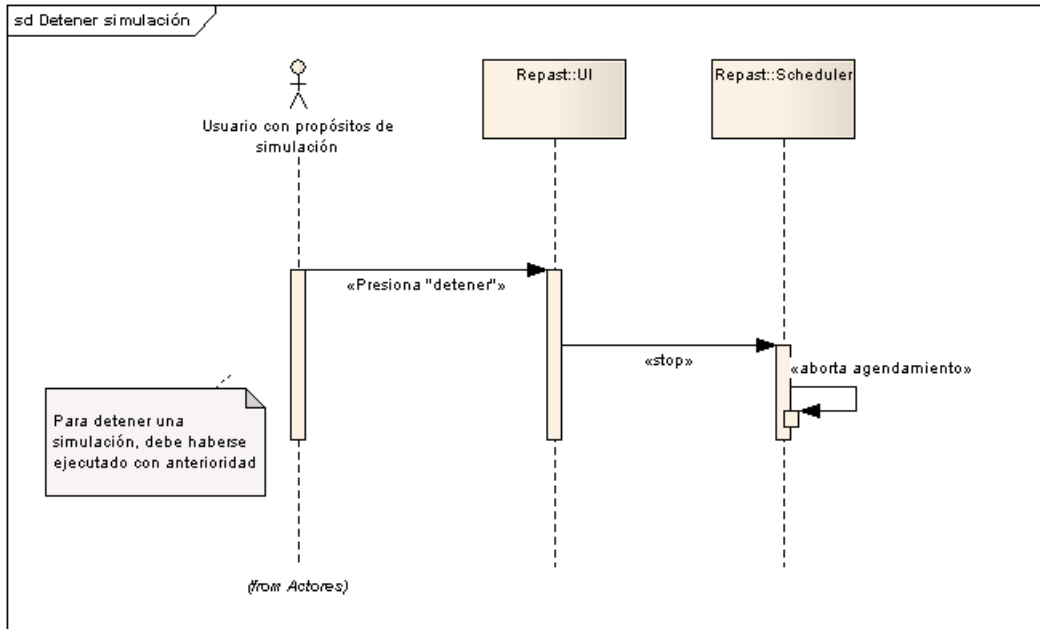 sd Detener simulación
Repast::UI
Repast::Scheduler
Usuario con propósitos de
simulación
«Presiona "detener"»
«stop»
«aborta agendamiento»
Para detener una
simulación, debe haberse
ejecutado con anterioridad
(from Actores)